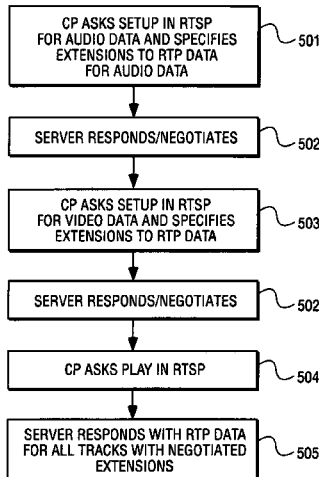 CP ASKS SETUP IN RTSP
FOR AUDIO DATA AND SPECIFIES
EXTENSIONS TO RTP DATA
FOR AUDIO DATA
501
SERVER RESPONDS/NEGOTIATES
502
CP ASKS SETUP IN RTSP
FOR VIDEO DATA AND SPECIFIES
EXTENSIONS TO RTP DATA
503
SERVER RESPONDS/NEGOTIATES
502
CP ASKS PLAY IN RTSP
504
SERVER RESPONDS WITH RTP DATA
FOR ALL TRACKS WITH NEGOTIATED
EXTENSIONS
505